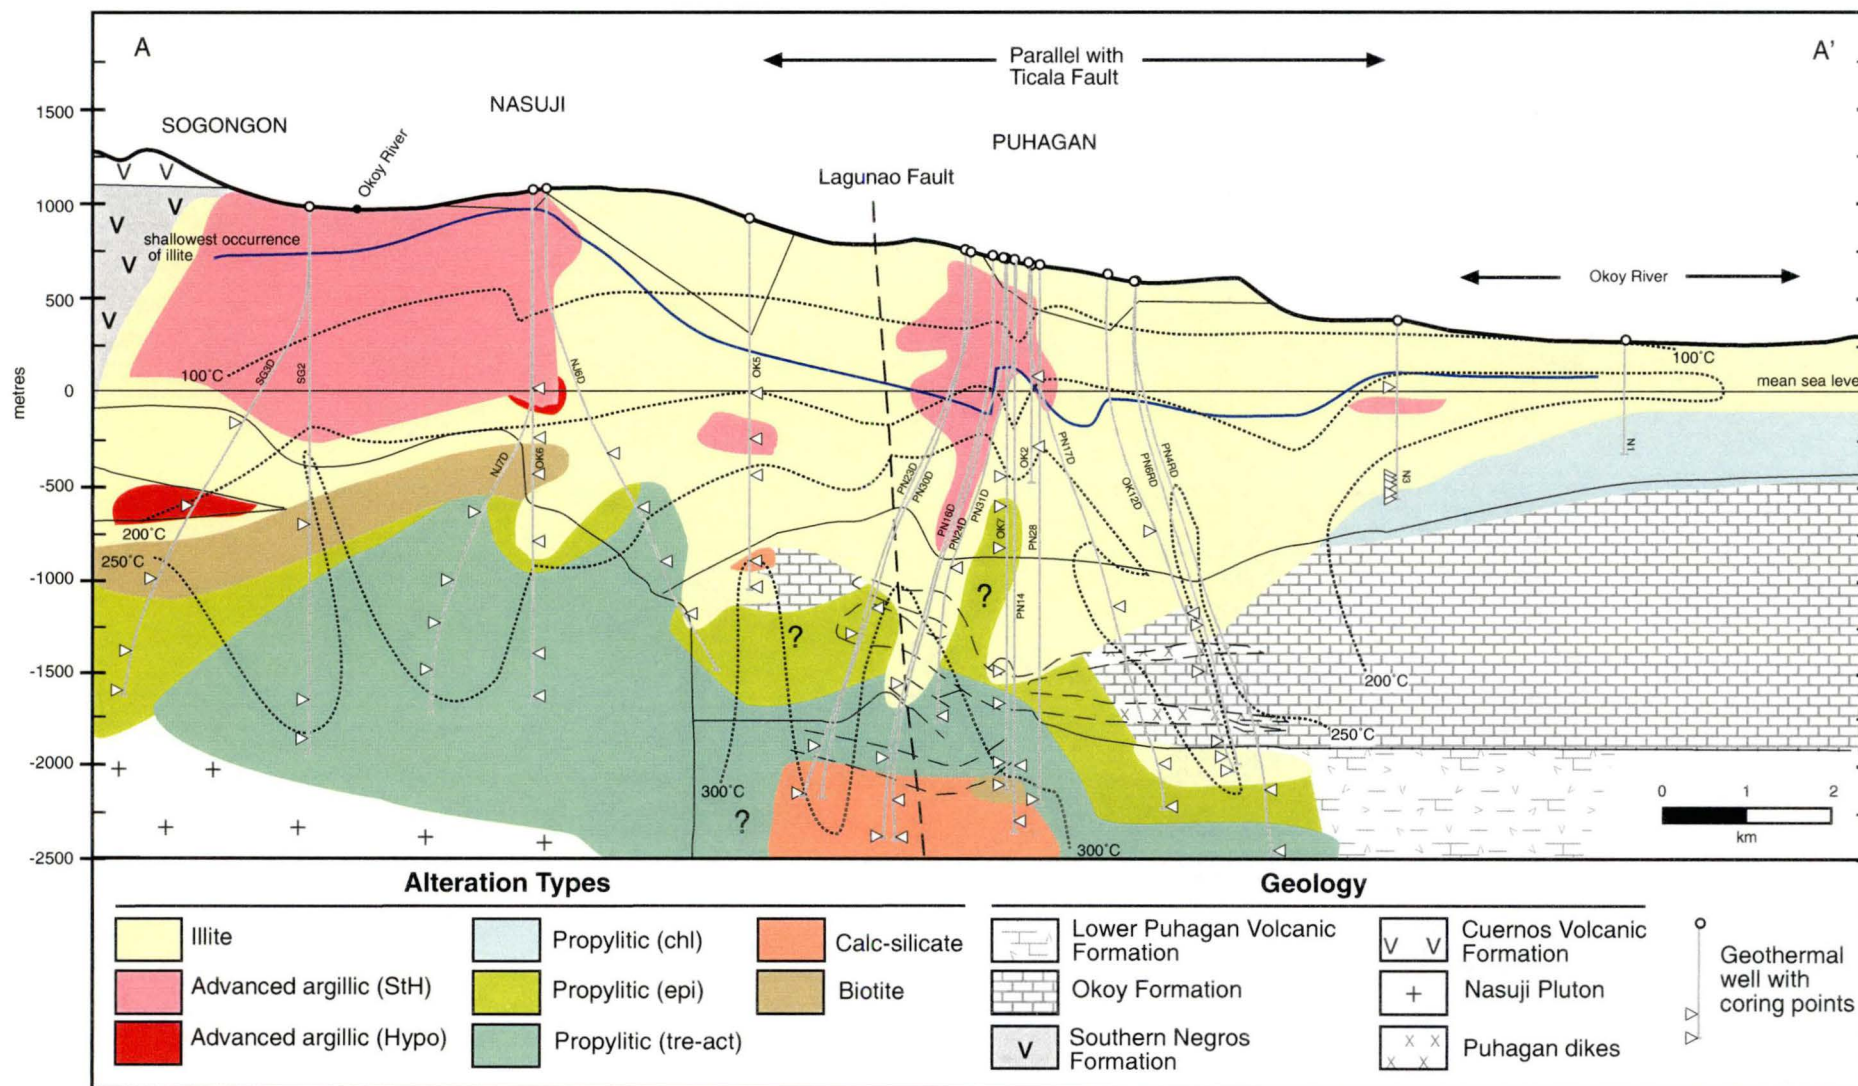 A
A'
Parallel with
Ticala Fault
SOGONGON
NASUJI
PUHAGAN
Okoy River
Lagunao Fault
Okoy River
metres
1500
1000
500
0
-500
-1000
-1500
-2000
-2500
V V
V
V
V
V
shallowest occurrence
of illite
100˚C
100˚C
mean sea leve
SG3D
SG2
NJ6D
OK5
NJ7D
OK6
PN23D
PN30D
PN16D
PN24D
PN31D
OK7
OK2
PN28
PN14
PN17D
OK12D
PN6RD
PN4RD
N3
N1
200˚C
250˚C
200˚C
250˚C
300˚C
300˚C
?
?
?
0 1 2
km
Alteration Types
Illite
Advanced argillic (StH)
Advanced argillic (Hypo)
Propylitic (chl)
Propylitic (epi)
Propylitic (tre-act)
Calc-silicate
Biotite
Geology
Lower Puhagan Volcanic
Formation
Okoy Formation
V
Southern Negros
Formation
V V
Cuernos Volcanic
Formation
+
Nasuji Pluton
x x
x x
Puhagan dikes
Geothermal
well with
coring points